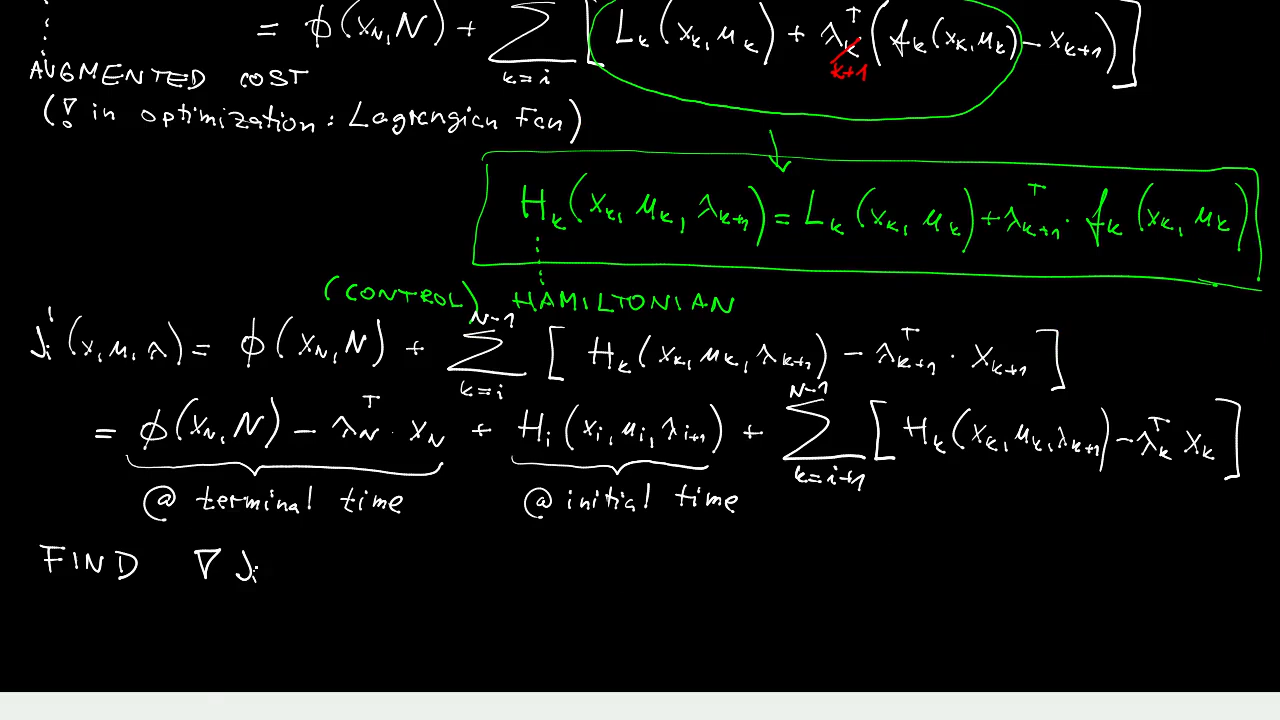 = ϕ(x_N, N) + ∑_{k=i} [L_k(x_k, u_k) + λ_k^T (f_k(x_k, u_k) − x_{k+1})]
k+1
AUGMENTED COST
(! in optimization: Lagrangian Fcn)
H_k(x_k, u_k, λ_{k+1}) = L_k(x_k, u_k) + λ_{k+1}^T · f_k(x_k, u_k)
(CONTROL) HAMILTONIAN
J_i'(x, u, λ) = ϕ(x_N, N) + ∑_{k=i}^{N-1} [H_k(x_k, u_k, λ_{k+1}) − λ_{k+1}^T · x_{k+1}]
= ϕ(x_N, N) − λ_N^T · x_N + H_i(x_i, u_i, λ_{i+1}) + ∑_{k=i+1}^{N-1} [H_k(x_k, u_k, λ_{k+1}) − λ_k^T x_k]
@ terminal time @ initial time
FIND ∇J_i